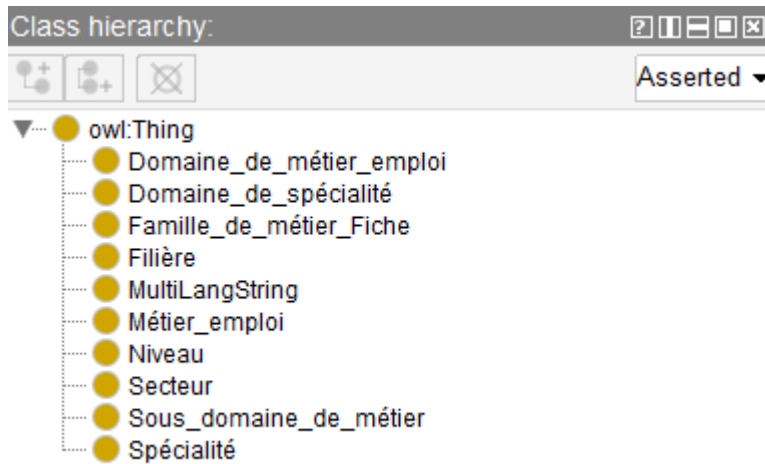 Class hierarchy:
Asserted
owl:Thing
Domaine_de_métier_emploi
Domaine_de_spécialité
Famille_de_métier_Fiche
Filière
MultiLangString
Métier_emploi
Niveau
Secteur
Sous_domaine_de_métier
Spécialité